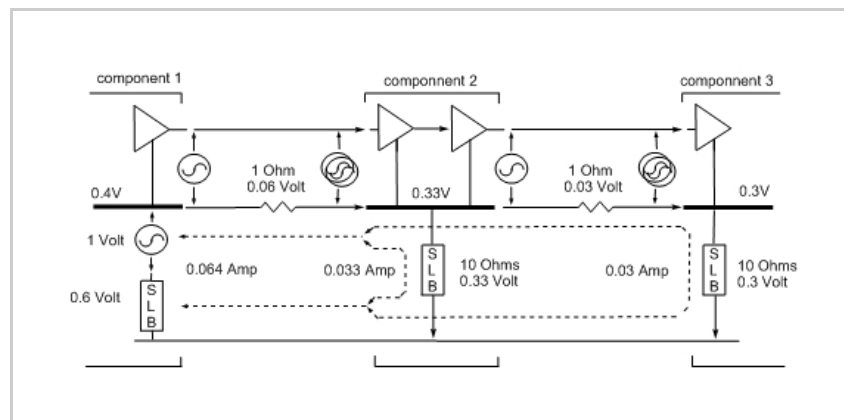 component 1
componnent 2
component 3
1 Ohm
0.06 Volt
1 Ohm
0.03 Volt
0.4V
0.33V
0.3V
1 Volt
0.064 Amp
0.033 Amp
10 Ohms
0.33 Volt
0.03 Amp
10 Ohms
0.3 Volt
0.6 Volt
S
L
B
S
L
B
S
L
B